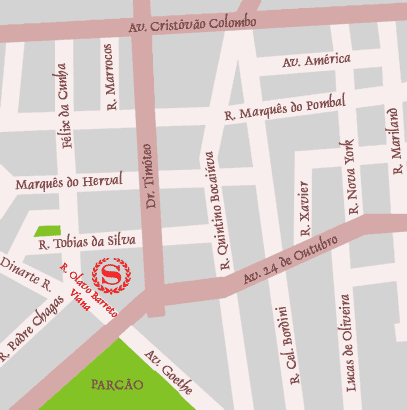 Av. Cristóvão Colombo
R. Marrocos
Félix da Cunha
Av. América
R. Marquês do Pombal
R. Mariland
R. Nova York
Dr. Timóteo
R. Quintino Bocaiúva
Marquês do Herval
R. Xavier
R. Tobias da Silva
Av. 24 de Outubro
Dinarte R.
S
R. Olavo Barreto
Viana
R. Padre Chagas
R. Cel. Bordini
Lucas de Oliveira
Av. Goethe
PARCÃO